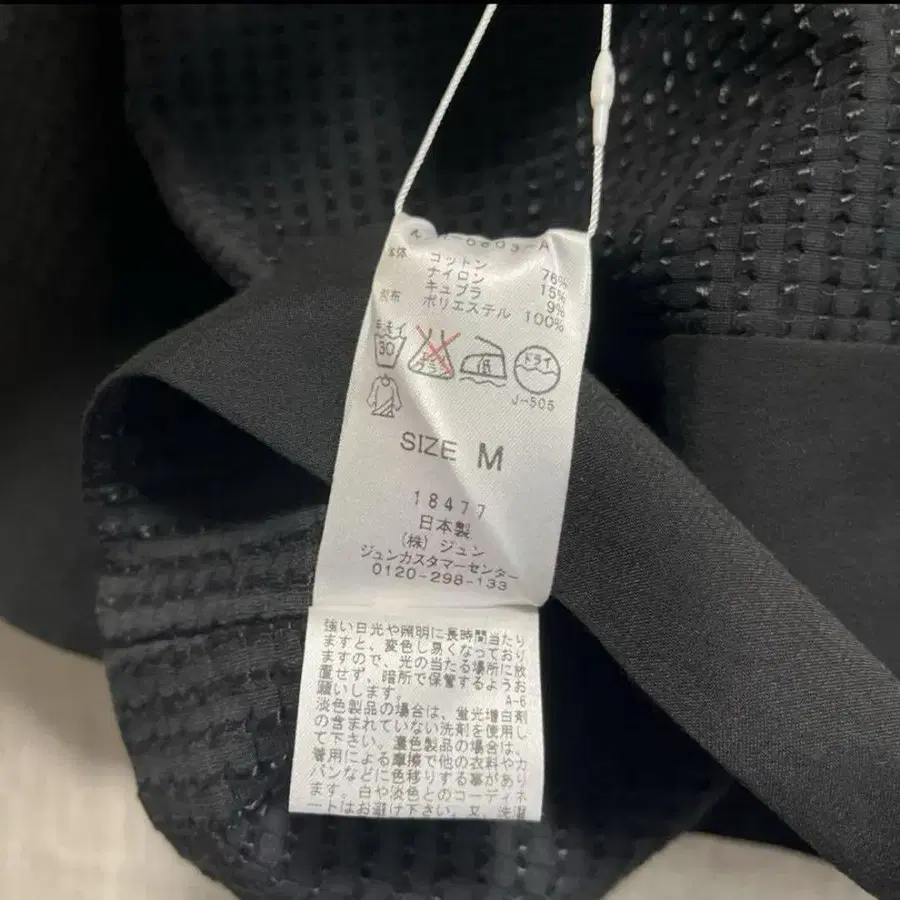 -6803-A
本体 コットン 76%
ナイロン 15%
キュプラ 9%
別布 ポリエステル 100%
手モイ
30
ブラ
低
ドライ
J-505
SIZE M
18477
日本製
(株) ジュン
ジュンカスタマーセンター
0120-298-133
強い日光や照明に長時間当たり
ますと、変色し易くなっており
ますので、光の当たる場所に放
置せず、暗所で保管するようお
願いします。 A-6
淡色製品の場合は、蛍光増白剤
の含まれていない洗剤を使用し
て下さい。濃色製品の場合は、
着用による摩擦で他の衣料やカ
バンなどに色移りする事があり
ます。白や淡色とのコーディネ
ートはお避け下さい。又、洗濯